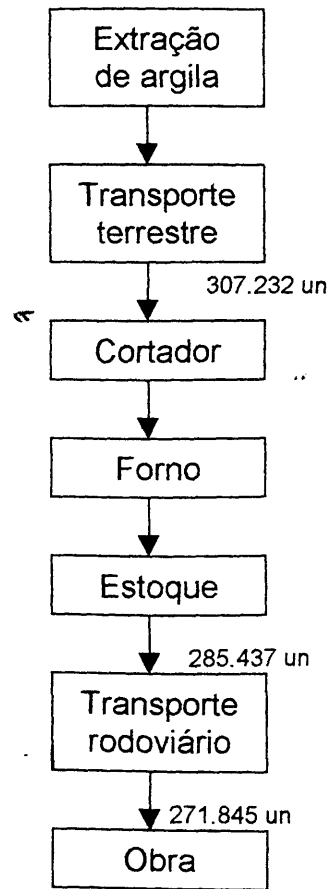 Extração
de argila
Transporte
terrestre
307.232 un
Cortador
Forno
Estoque
285.437 un
Transporte
rodoviário
271.845 un
Obra